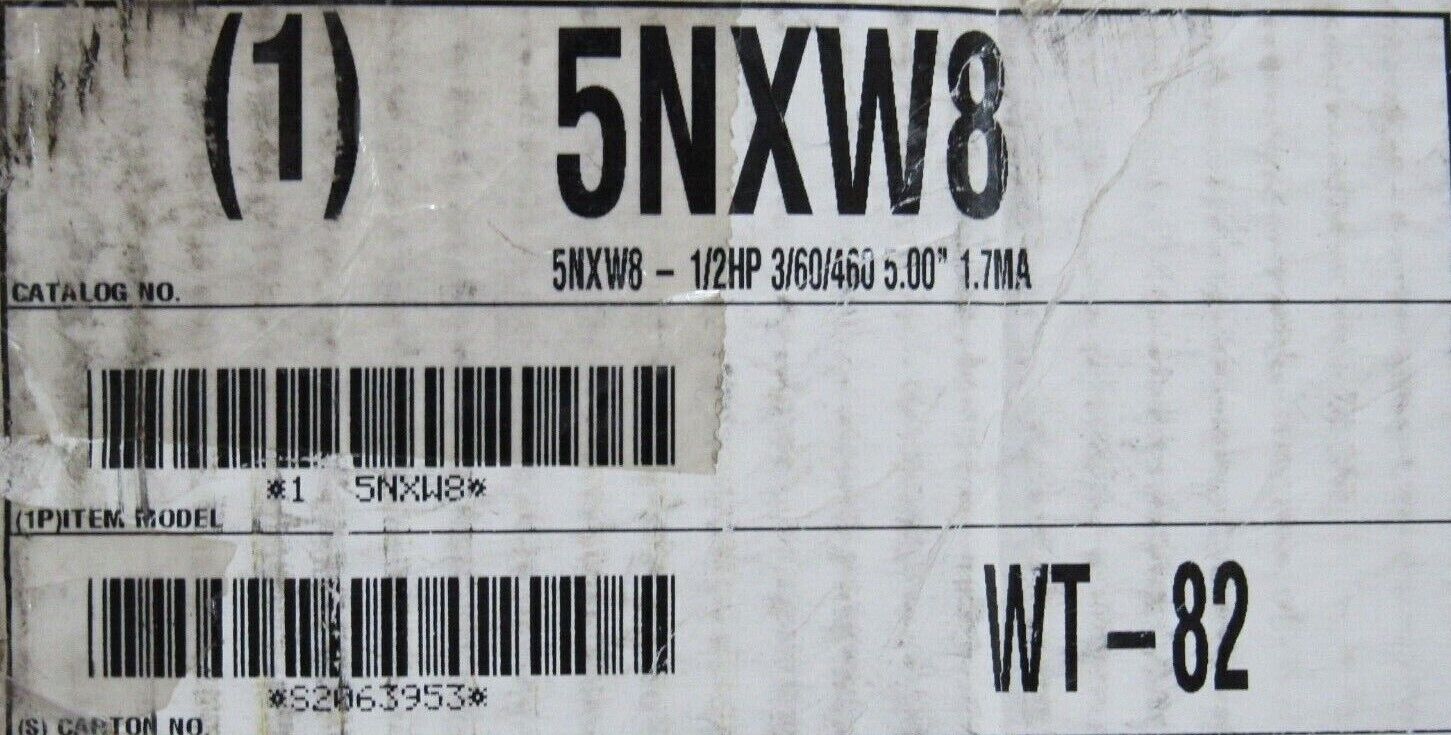 (1) 5NXW8
5NXW8 - 1/2HP 3/60/460 5.00" 1.7MA
CATALOG NO.
*1 5NXW8*
(1P)ITEM MODEL
WT-82
*S2063953*
(S) CARTON NO.